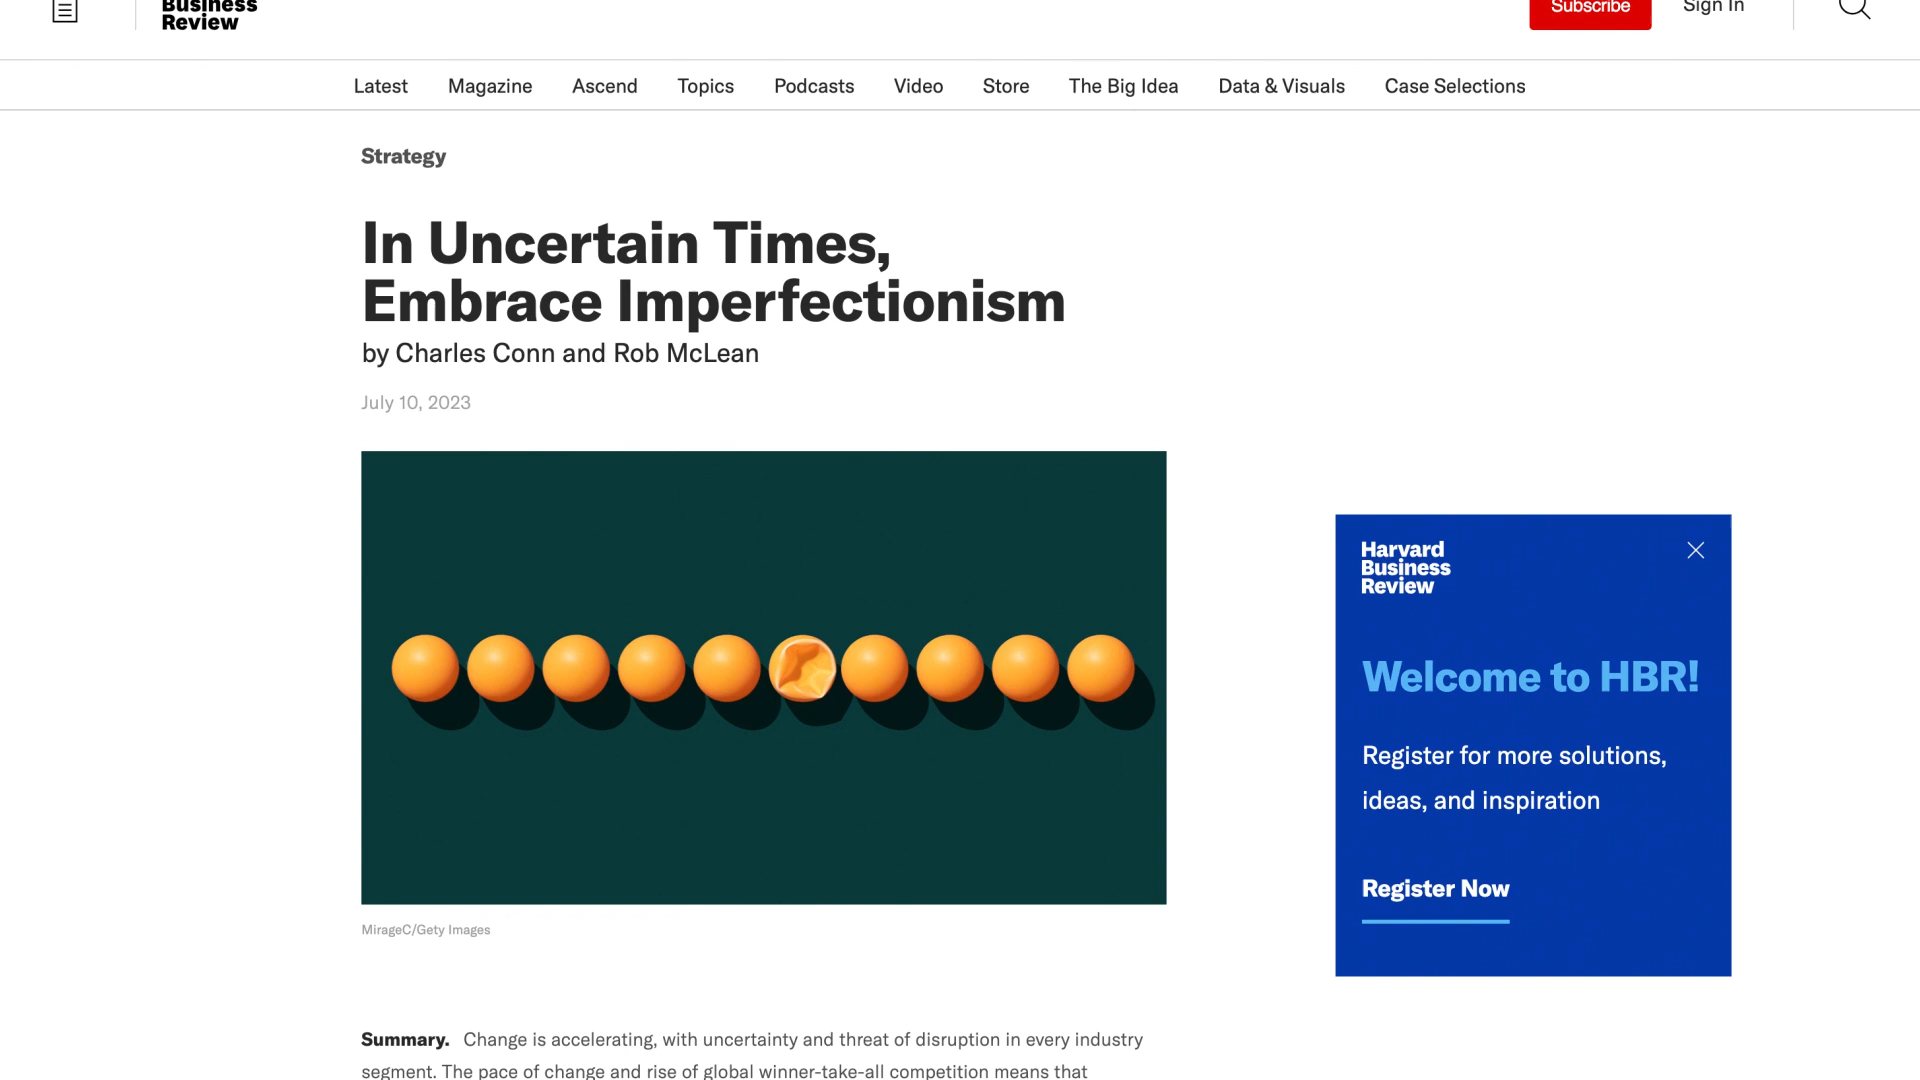 Business
Review
Subscribe
Sign In
Latest
Magazine
Ascend
Topics
Podcasts
Video
Store
The Big Idea
Data & Visuals
Case Selections
Strategy
In Uncertain Times,
Embrace Imperfectionism
by Charles Conn and Rob McLean
July 10, 2023
MirageC/Gety Images
Summary. Change is accelerating, with uncertainty and threat of disruption in every industry
segment. The pace of change and rise of global winner-take-all competition means that
Harvard
Business
Review
Welcome to HBR!
Register for more solutions,
ideas, and inspiration
Register Now